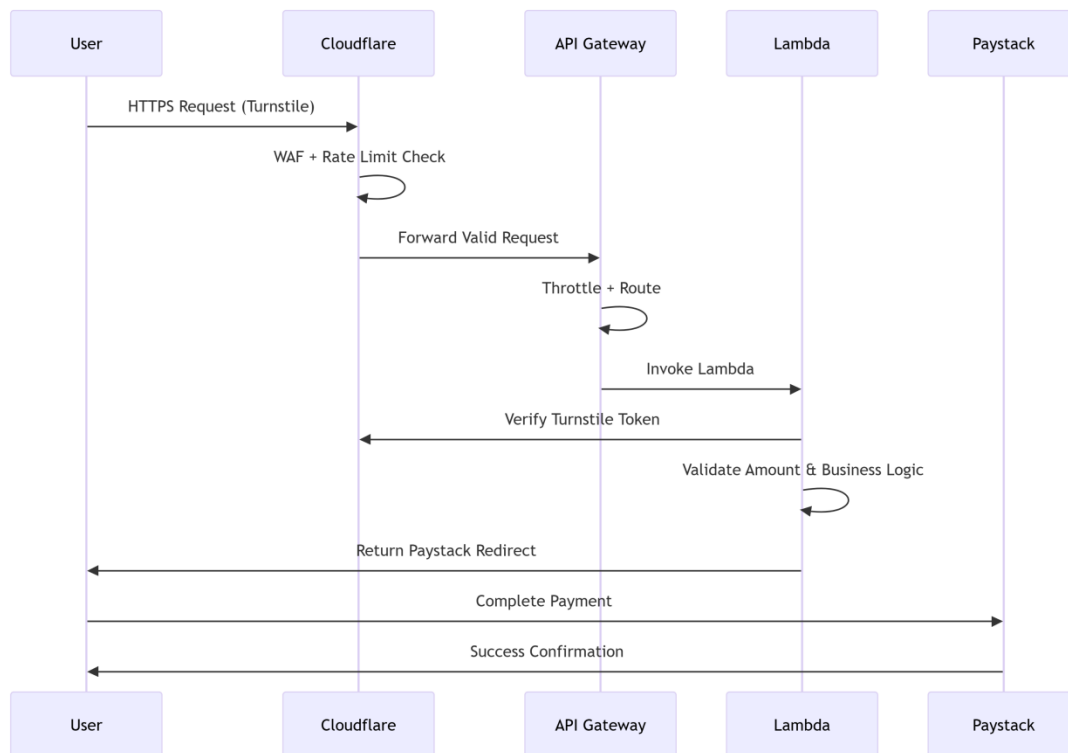 User
Cloudflare
API Gateway
Lambda
Paystack
HTTPS Request (Turnstile)
WAF + Rate Limit Check
Forward Valid Request
Throttle + Route
Invoke Lambda
Verify Turnstile Token
Validate Amount & Business Logic
Return Paystack Redirect
Complete Payment
Success Confirmation
User
Cloudflare
API Gateway
Lambda
Paystack